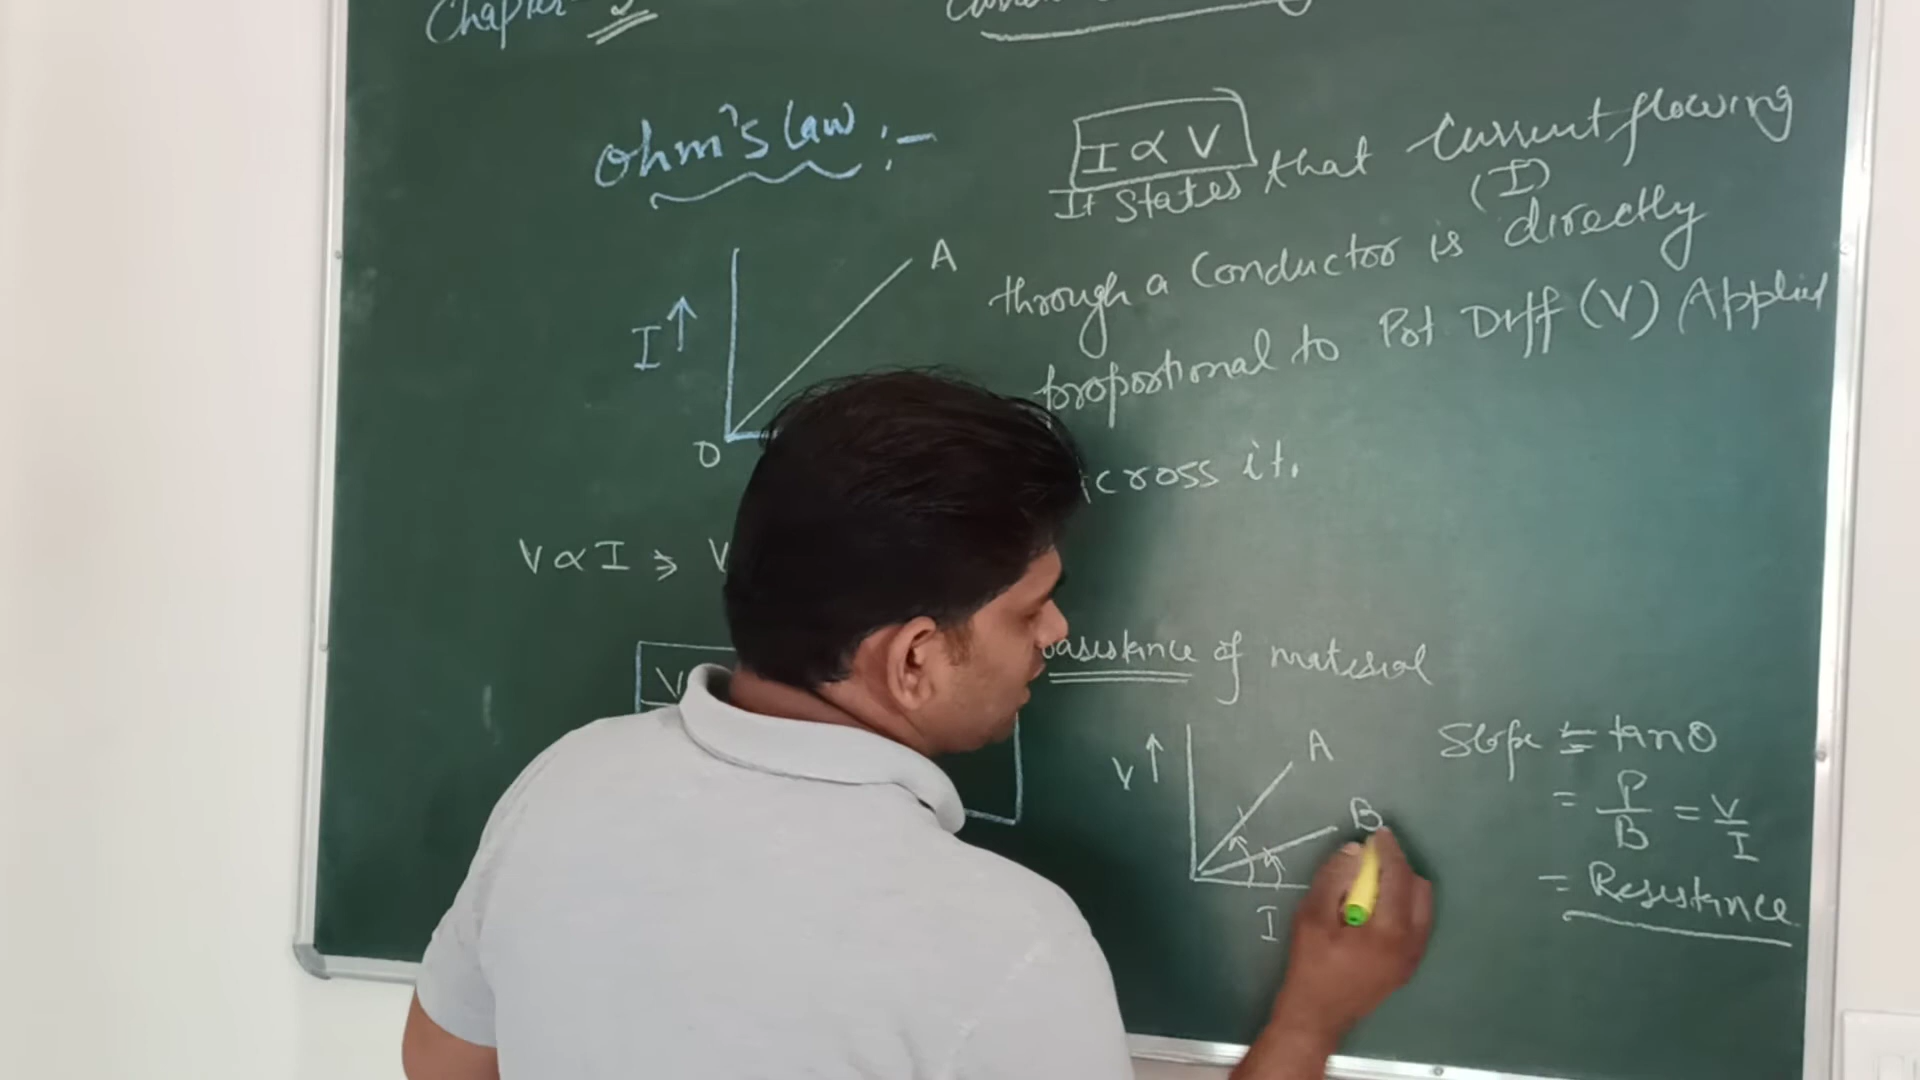 Chapter
ohm's law :-
I ∝ V
It states that current flowing
(I)
through a conductor is directly
proportional to Pot Diff (V) Applied
across it.
A
I ↑
O
V ∝ I ⇒ V
of material
V
V ↑
A
B
I
Slope = tanθ
= P/B = V/I
= Resistance